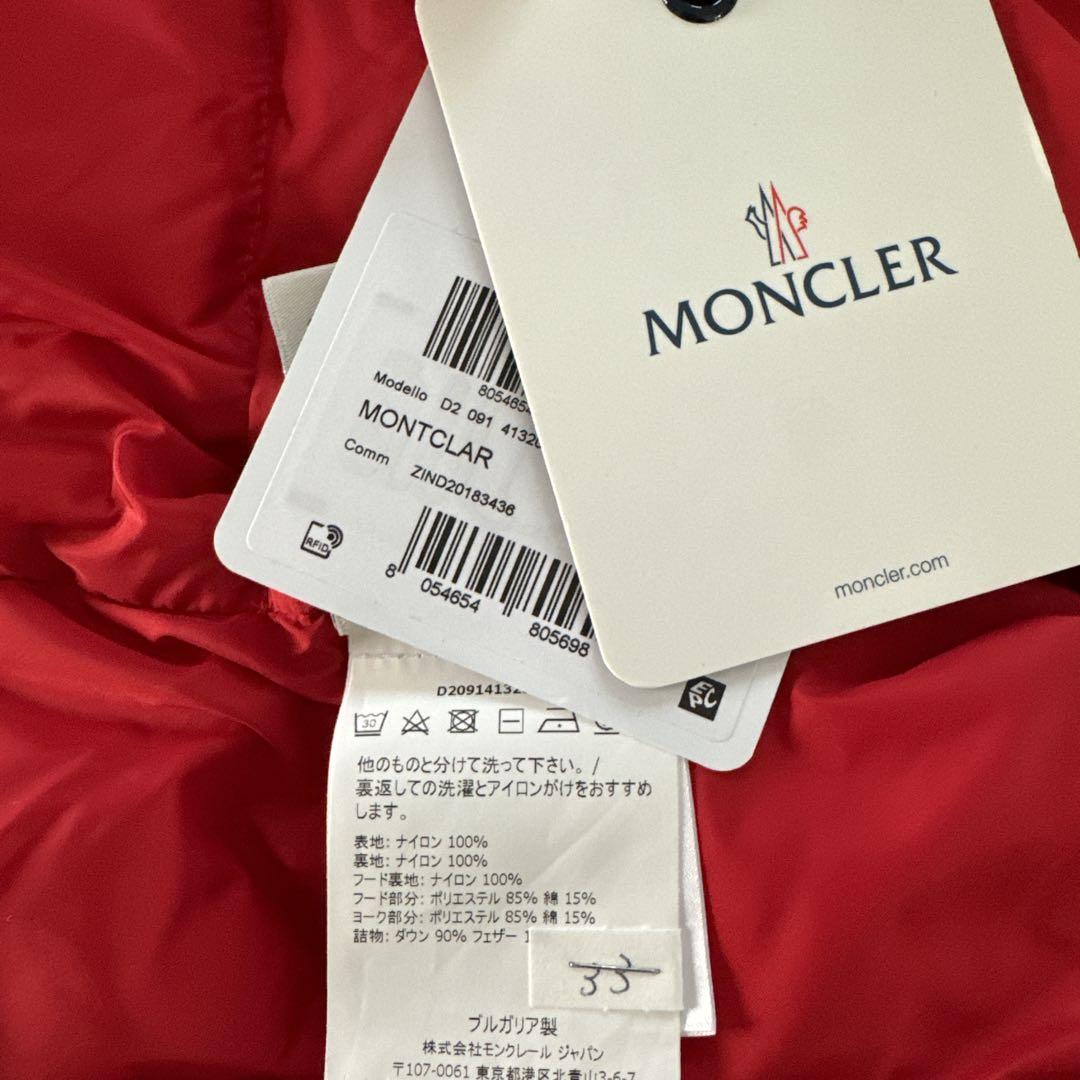 MONCLER
moncler.com
Modello D2 091
MONTCLAR
Comm ZIND20183436
RFID
8 054654 805698
EPC
30
他のものと分けて洗って下さい。/
裏返しての洗濯とアイロンがけをおすすめ
します。
表地: ナイロン 100%
裏地: ナイロン 100%
フード裏地: ナイロン 100%
フード部分: ポリエステル 85% 綿 15%
ヨーク部分: ポリエステル 85% 綿 15%
詰物: ダウン 90% フェザー
33
ブルガリア製
株式会社モンクレール ジャパン
〒107-0061 東京都港区北青山3-6-7